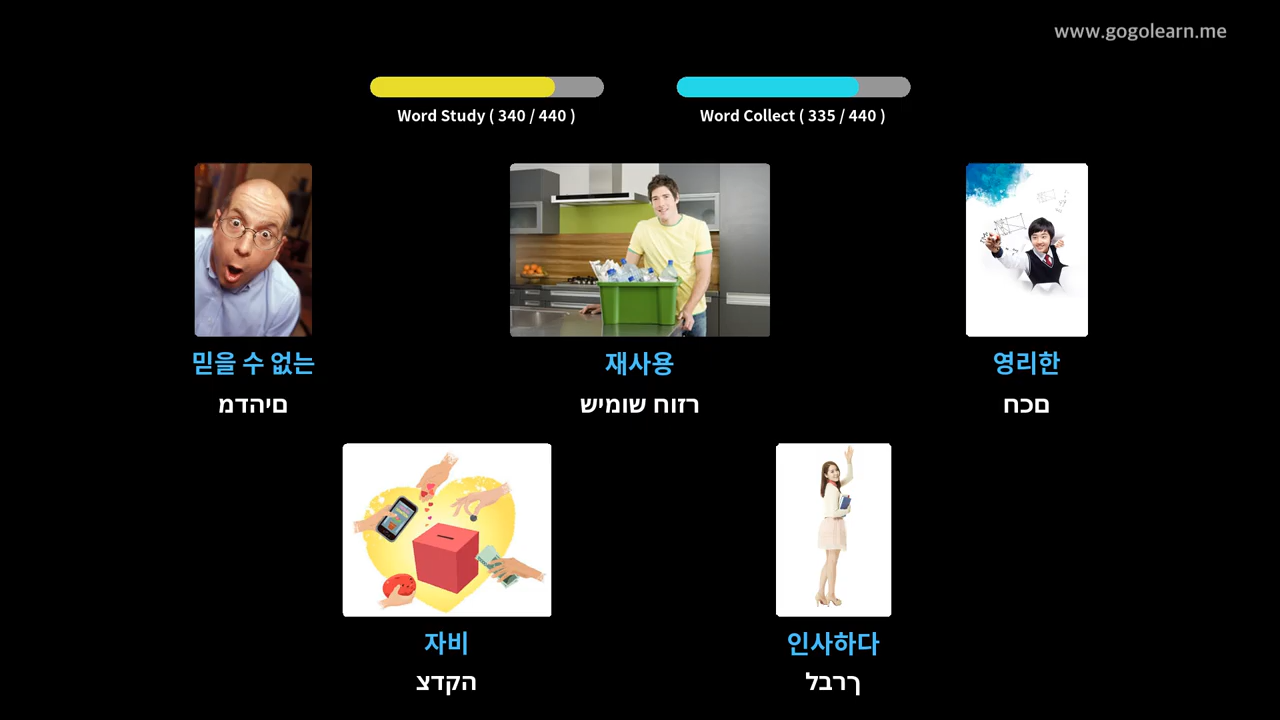 www.gogolearn.me
Word Study ( 340 / 440 )
Word Collect ( 335 / 440 )
믿을 수 없는
재사용
영리한
מדהים
שימוש חוזר
חכם
자비
인사하다
צדקה
לברך